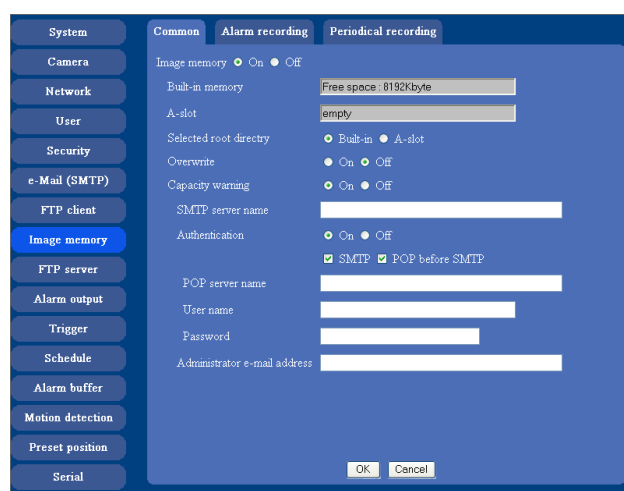 System
Camera
Network
User
Security
e-Mail (SMTP)
FTP client
Image memory
FTP server
Alarm output
Trigger
Schedule
Alarm buffer
Motion detection
Preset position
Serial
Common Alarm recording Periodical recording
Image memory On Off
Built-in memory Free space : 8192Kbyte
A-slot empty
Selected root directry Built-in A-slot
Overwrite On Off
Capacity warning On Off
SMTP server name
Authentication On Off
SMTP POP before SMTP
POP server name
User name
Password
Administrator e-mail address
OK Cancel